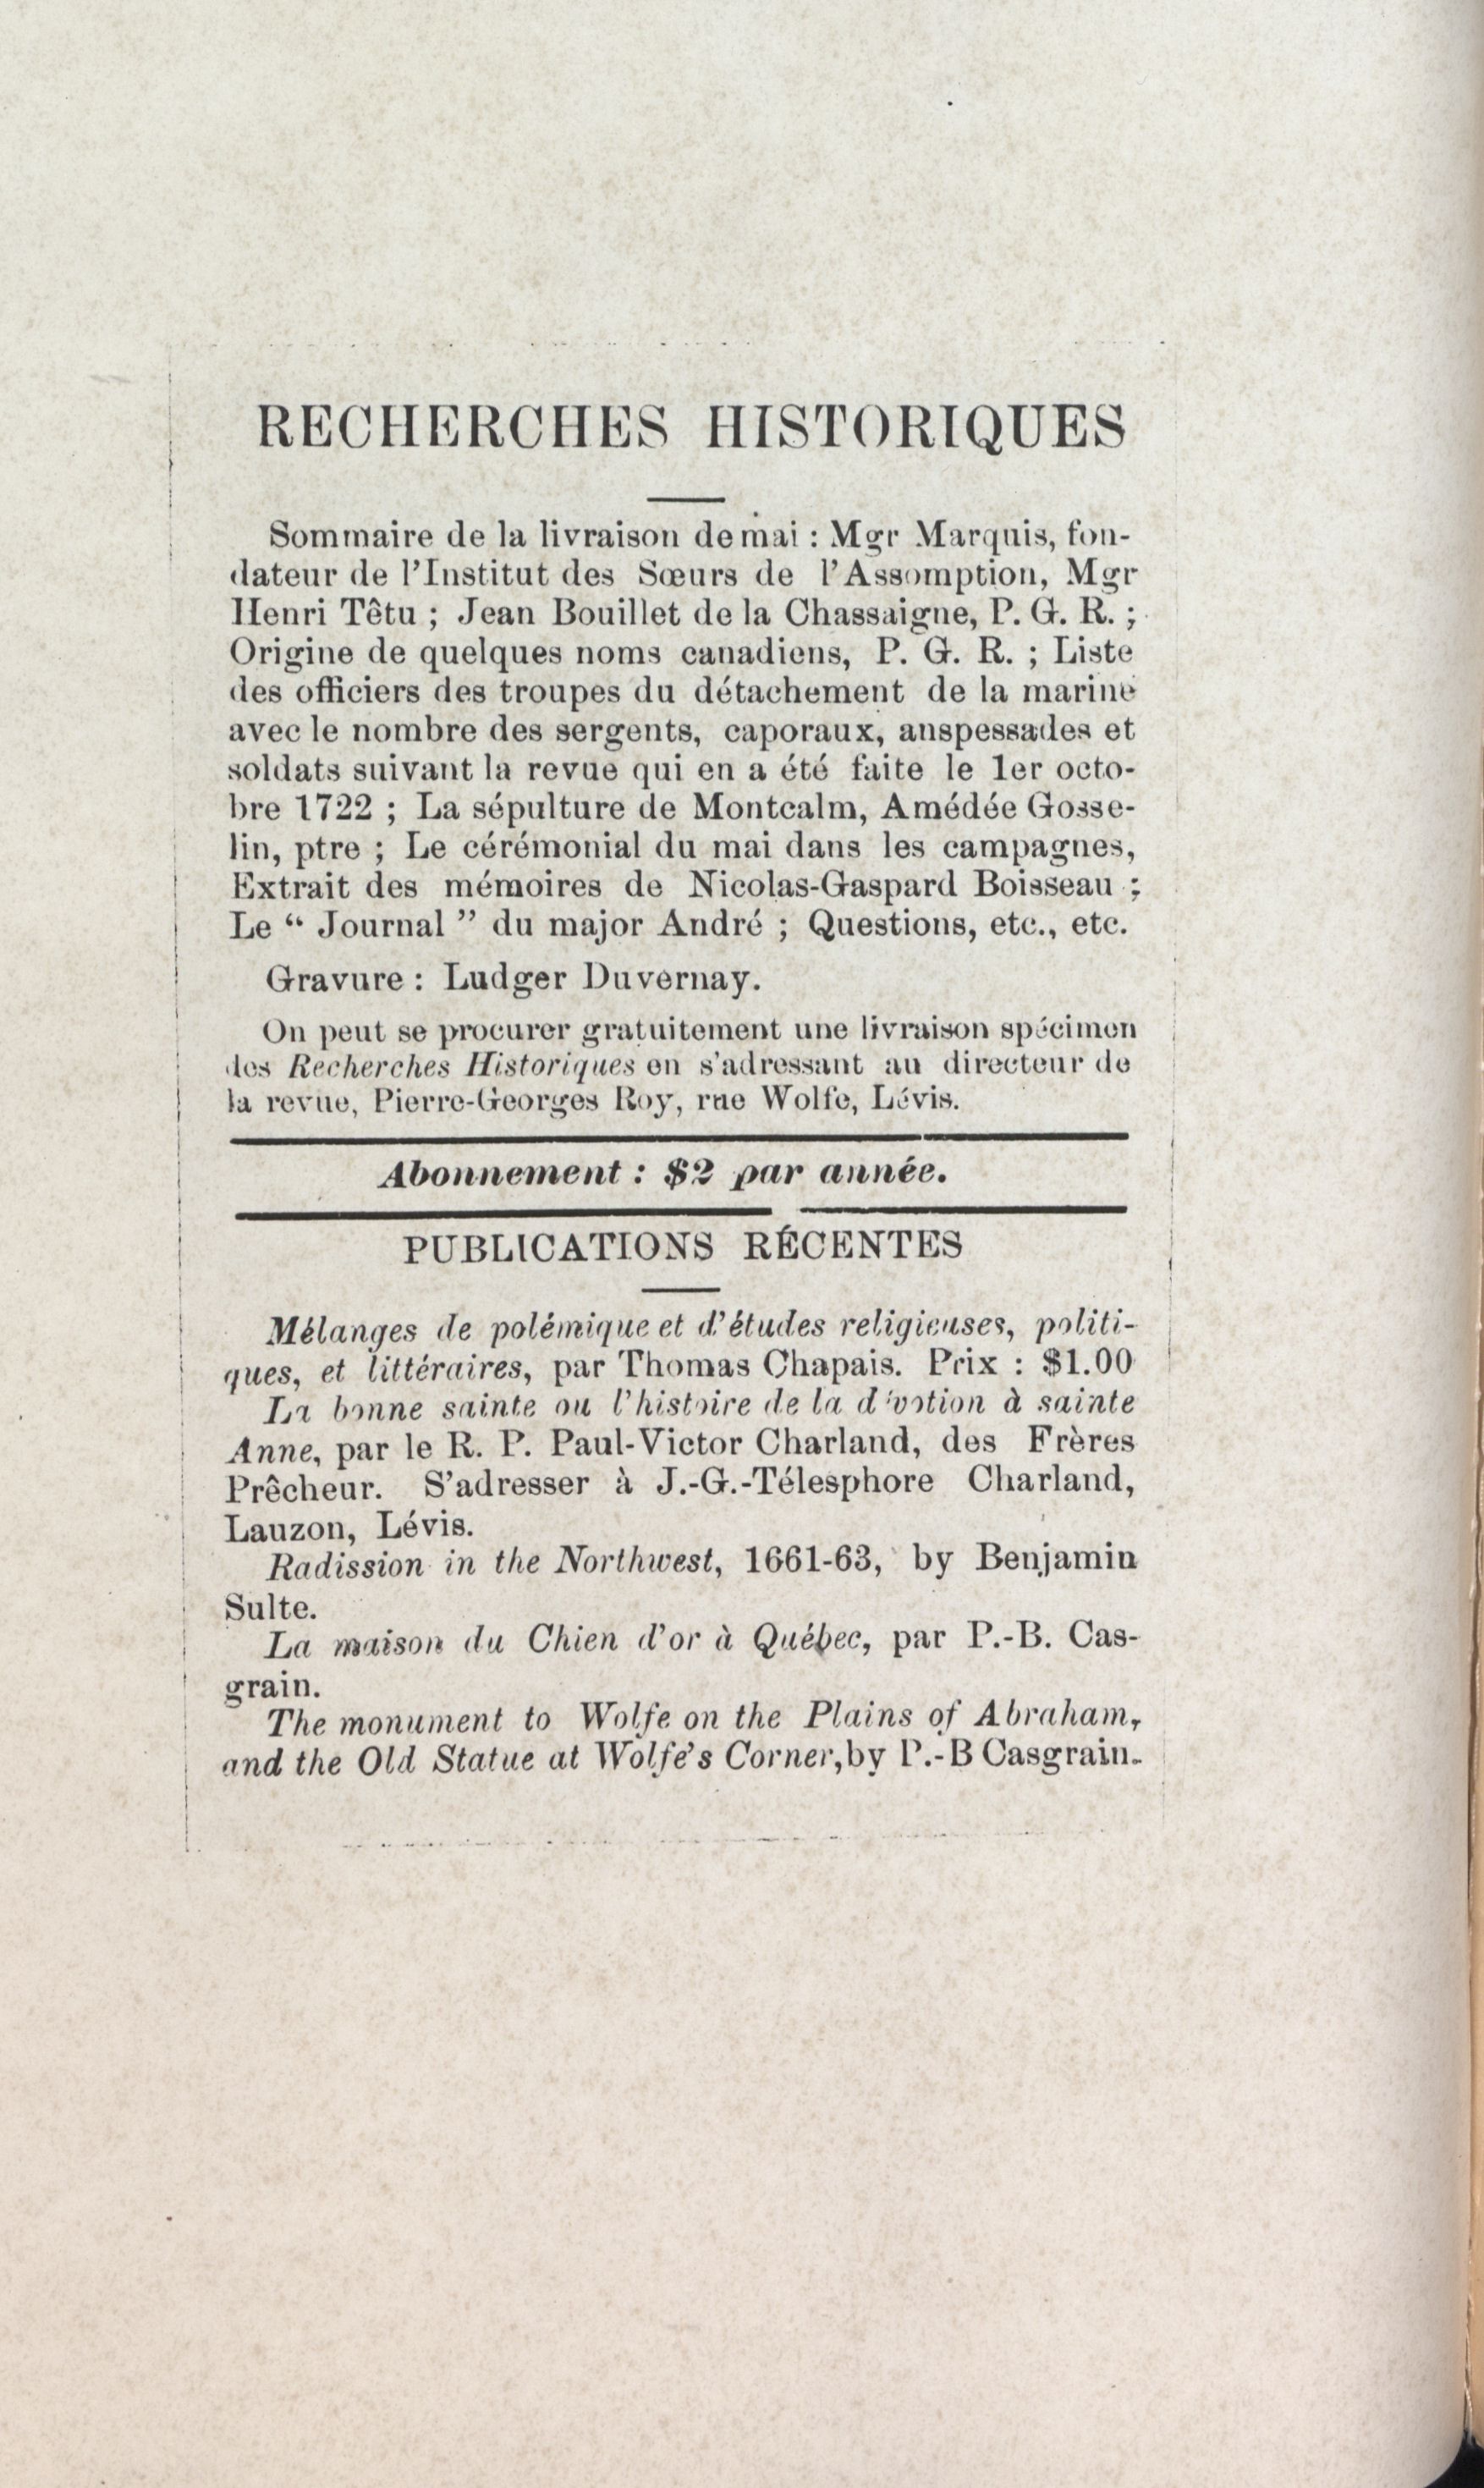 RECHERCHES HISTORIQUES
Sommaire de la livraison de mai : Mgr Marquis, fon-
dateur de l'Institut des Sœurs de l'Assomption, Mgr
Henri Têtu ; Jean Bouillet de la Chassaigne, P. G. R. ;
Origine de quelques noms canadiens, P. G. R. ; Liste
des officiers des troupes du détachement de la marine
avec le nombre des sergents, caporaux, anspessades et
soldats suivant la revue qui en a été faite le 1er octo-
bre 1722 ; La sépulture de Montcalm, Amédée Gosse-
lin, ptre ; Le cérémonial du mai dans les campagnes,
Extrait des mémoires de Nicolas-Gaspard Boisseau ;
Le “ Journal ” du major André ; Questions, etc., etc.
Gravure : Ludger Duvernay.
On peut se procurer gratuitement une livraison spécimen
des Recherches Historiques en s'adressant au directeur de
la revue, Pierre-Georges Roy, rue Wolfe, Lévis.
Abonnement : $2 par année.
PUBLICATIONS RÉCENTES
Mélanges de polémique et d'études religieuses, politi-
ques, et littéraires, par Thomas Chapais. Prix : $1.00
La bonne sainte ou l'histoire de la dévotion à sainte
Anne, par le R. P. Paul-Victor Charland, des Frères
Prêcheur. S'adresser à J.-G.-Télesphore Charland,
Lauzon, Lévis.
Radission in the Northwest, 1661-63, by Benjamin
Sulte.
La maison du Chien d'or à Québec, par P.-B. Cas-
grain.
The monument to Wolfe on the Plains of Abraham,
and the Old Statue at Wolfe's Corner, by P.-B Casgrain.